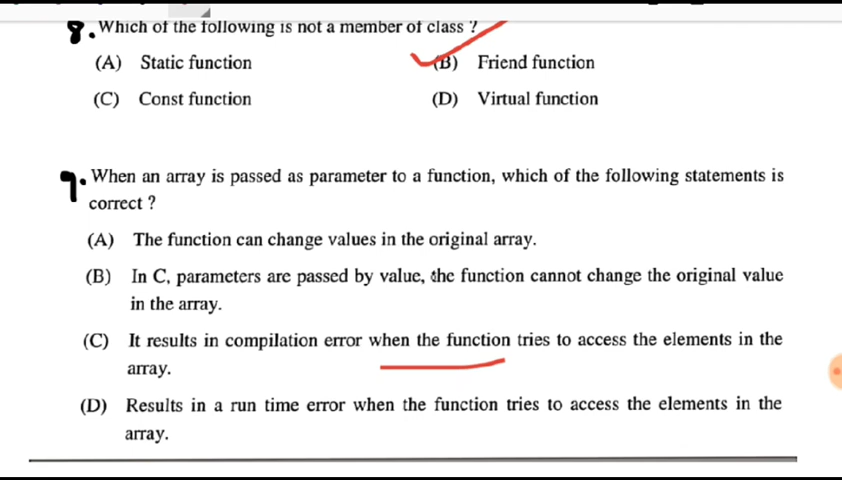 8. Which of the following is not a member of class ?
(A) Static function (B) Friend function
(C) Const function (D) Virtual function
7. When an array is passed as parameter to a function, which of the following statements is
correct ?
(A) The function can change values in the original array.
(B) In C, parameters are passed by value, the function cannot change the original value
in the array.
(C) It results in compilation error when the function tries to access the elements in the
array.
(D) Results in a run time error when the function tries to access the elements in the
array.